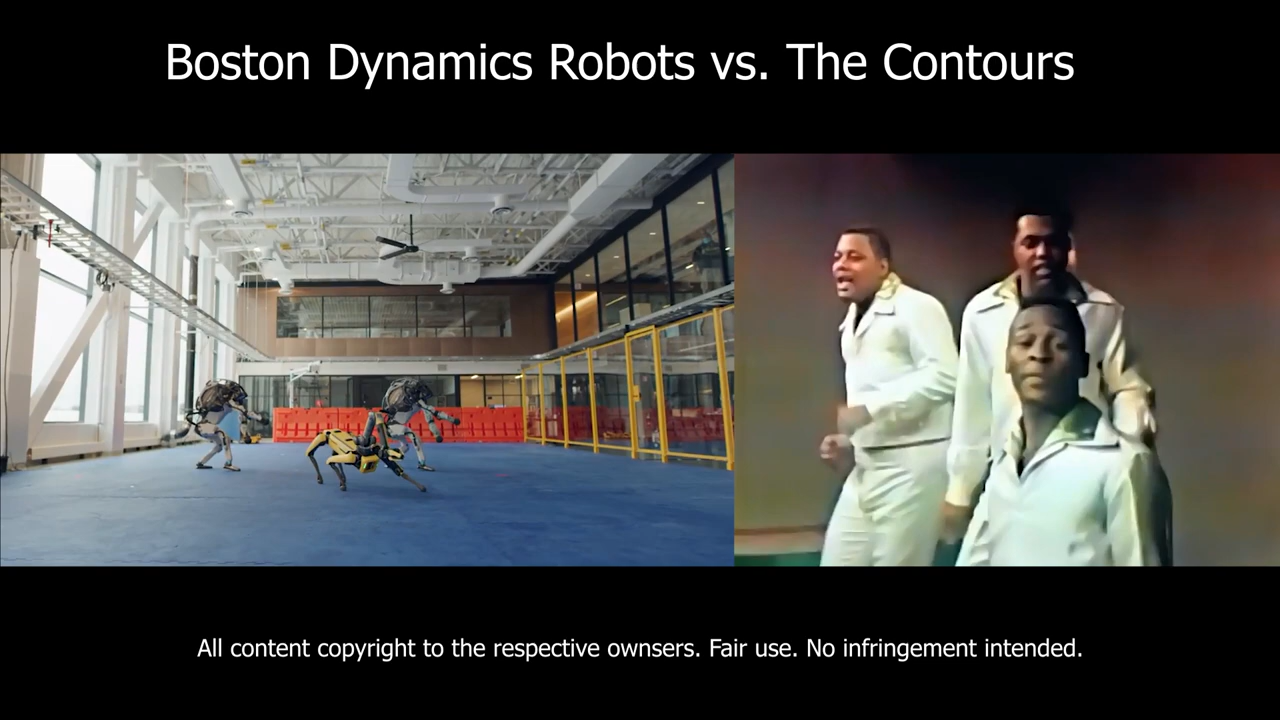 Boston Dynamics Robots vs. The Contours
All content copyright to the respective ownsers. Fair use. No infringement intended.